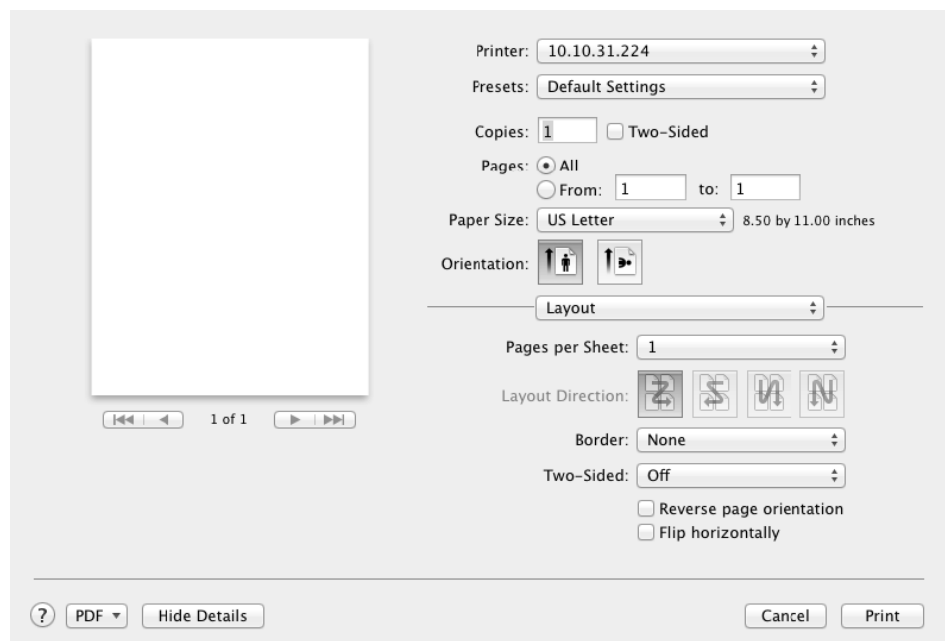 Printer: 10.10.31.224
Presets: Default Settings
Copies: 1 Two-Sided
Pages: All
From: 1 to: 1
Paper Size: US Letter 8.50 by 11.00 inches
Orientation:
Layout
Pages per Sheet: 1
Layout Direction:
Border: None
Two-Sided: Off
Reverse page orientation
Flip horizontally
1 of 1
? PDF Hide Details Cancel Print